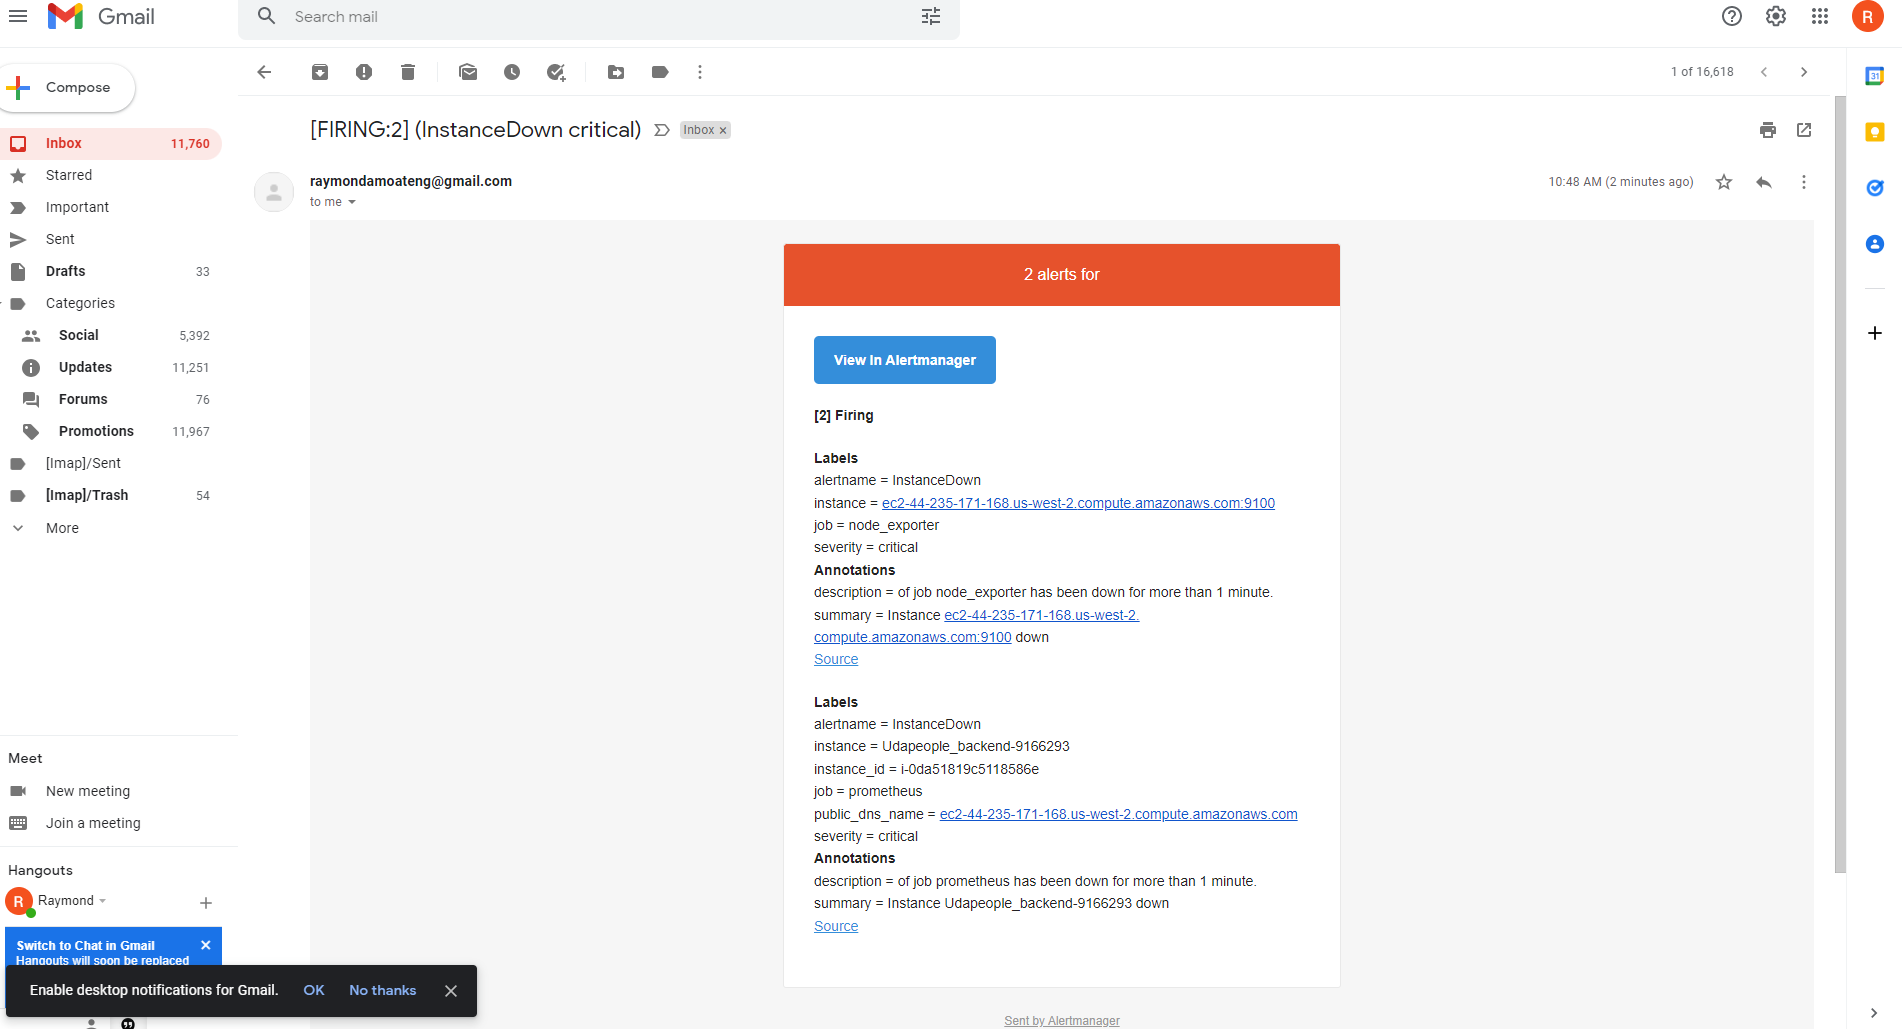 Gmail
Search mail
R
Compose
1 of 16,618
31
[FIRING:2] (InstanceDown critical)
Inbox ×
Inbox 11,760
Starred
Important
Sent
Drafts 33
Categories
Social 5,392
Updates 11,251
Forums 76
Promotions 11,967
[Imap]/Sent
[Imap]/Trash 54
More
raymondamoateng@gmail.com
10:48 AM (2 minutes ago)
to me
2 alerts for
View In Alertmanager
[2] Firing
Labels
alertname = InstanceDown
instance = ec2-44-235-171-168.us-west-2.compute.amazonaws.com:9100
job = node_exporter
severity = critical
Annotations
description = of job node_exporter has been down for more than 1 minute.
summary = Instance ec2-44-235-171-168.us-west-2.
compute.amazonaws.com:9100 down
Source
Labels
alertname = InstanceDown
instance = Udapeople_backend-9166293
instance_id = i-0da51819c5118586e
job = prometheus
public_dns_name = ec2-44-235-171-168.us-west-2.compute.amazonaws.com
severity = critical
Annotations
description = of job prometheus has been down for more than 1 minute.
summary = Instance Udapeople_backend-9166293 down
Source
Sent by Alertmanager
Meet
New meeting
Join a meeting
Hangouts
R
Raymond
Switch to Chat in Gmail
Hangouts will soon be replaced
Enable desktop notifications for Gmail. OK No thanks